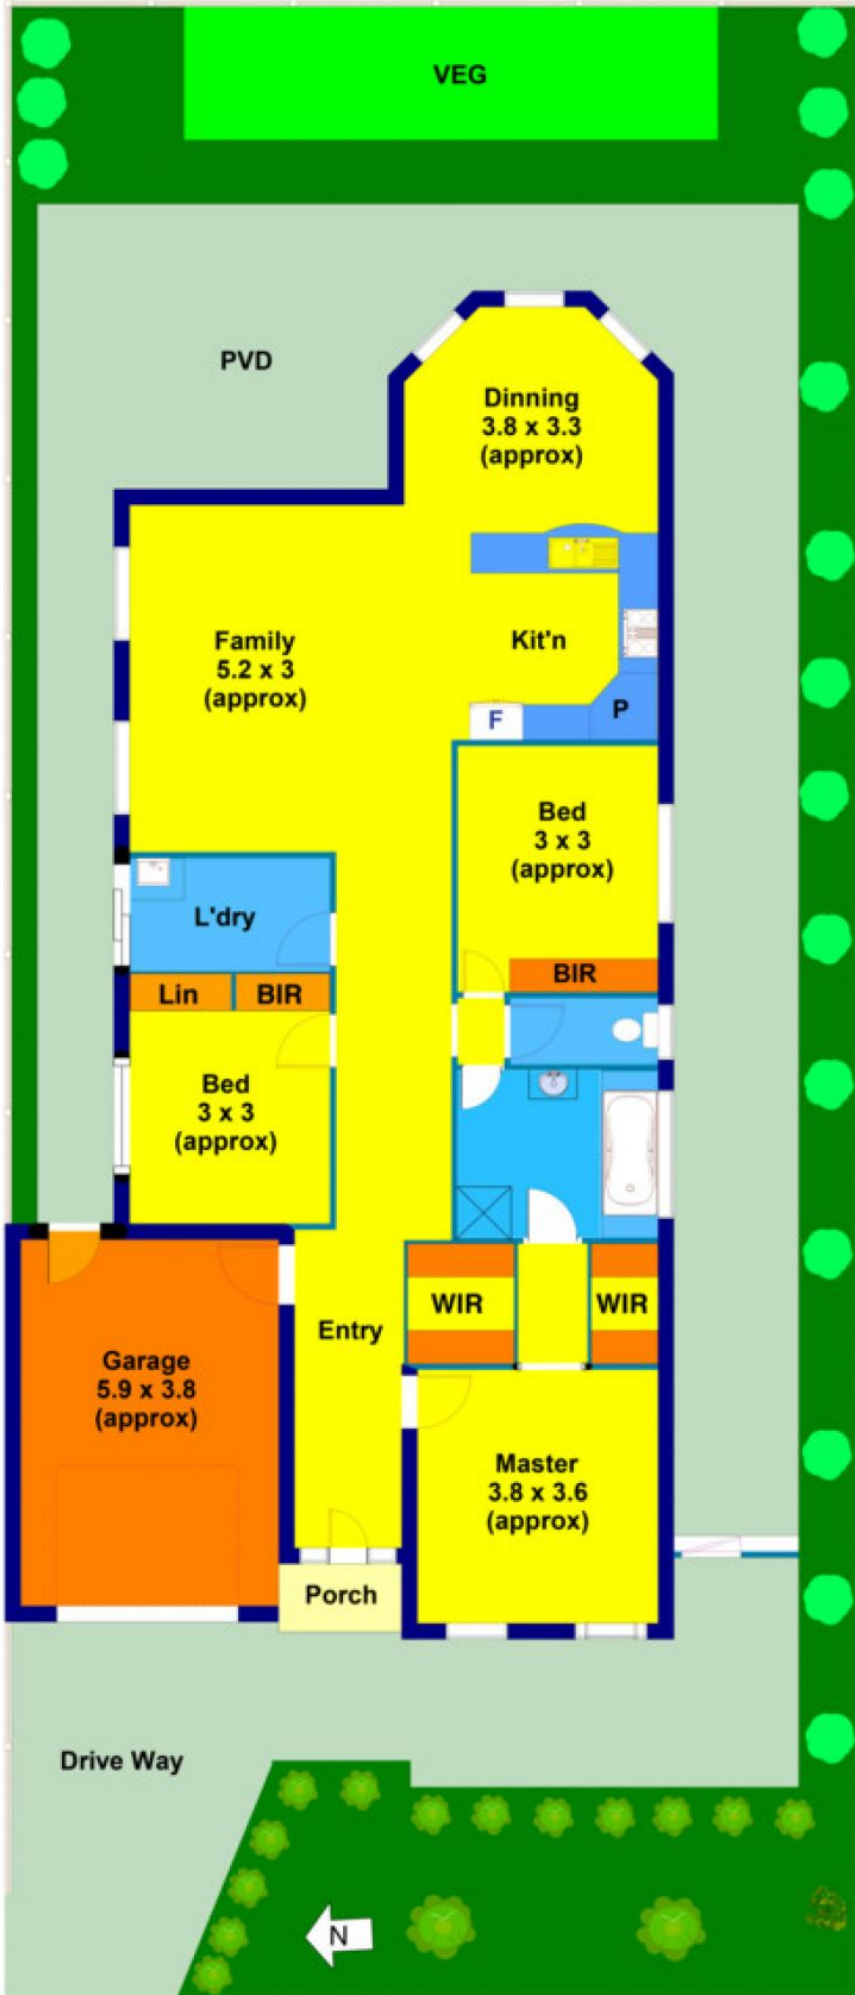 VEG
PVD
Dinning
3.8 x 3.3
(approx)
Family
5.2 x 3
(approx)
Kit'n
F
P
Bed
3 x 3
(approx)
BIR
L'dry
Lin
BIR
Bed
3 x 3
(approx)
WIR
WIR
Entry
Garage
5.9 x 3.8
(approx)
Master
3.8 x 3.6
(approx)
Porch
Drive Way
N